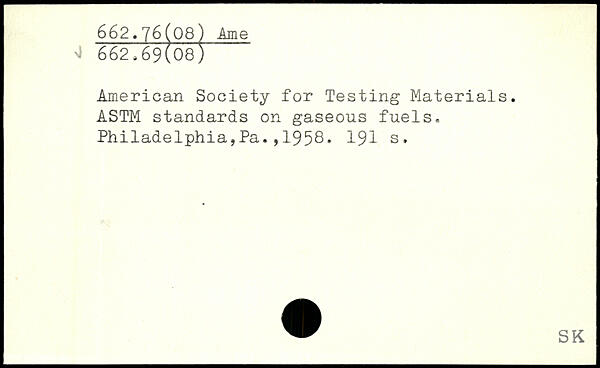 662.76(08) Ame
662.69(08)
American Society for Testing Materials.
ASTM standards on gaseous fuels.
Philadelphia,Pa.,1958. 191 s.
SK